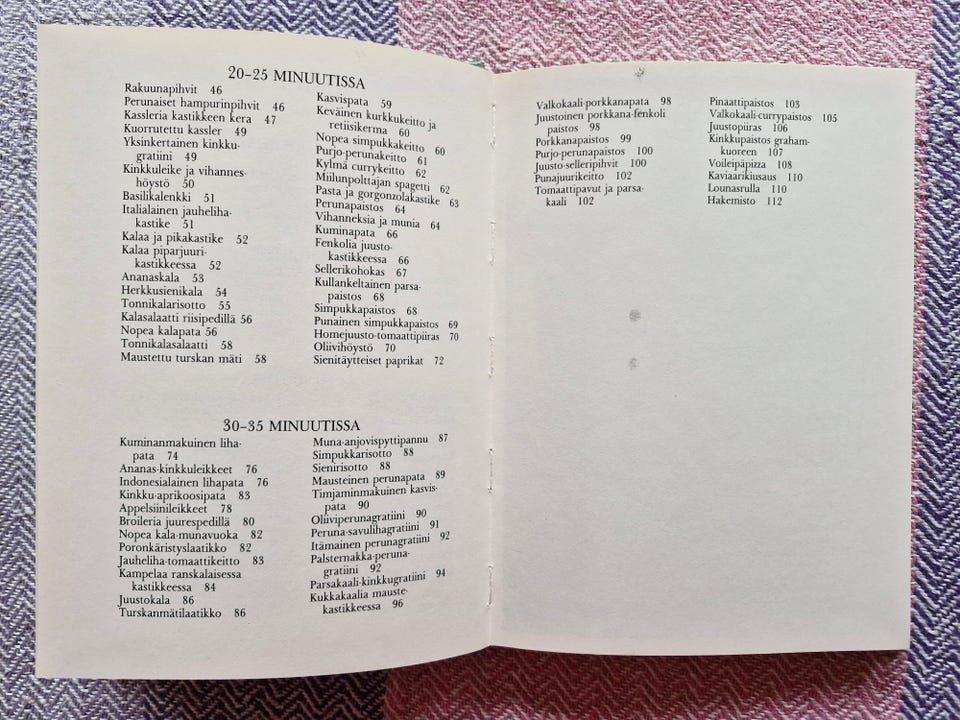 20–25 MINUUTISSA
Rakuunapihvit 46
Perunaiset hampurinpihvit 46
Kassleria kastikkeen kera 47
Kuorrutettu kassler 49
Yksinkertainen kinkku-
gratiini 49
Kinkkuleike ja vihannes-
höystö 50
Basilikalenkki 51
Italialainen jauheliha-
kastike 51
Kalaa ja pikakastike 52
Kalaa piparjuuri-
kastikkeessa 52
Ananaskala 53
Herkkusienikala 54
Tonnikalarisotto 55
Kalasalaatti riisipedillä 56
Nopea kalapata 56
Tonnikalasalaatti 58
Maustettu turskan mäti 58
Kasvispata 59
Keväinen kurkkukeitto ja
retiisikerma 60
Nopea simpukkakeitto 60
Purjo-perunakeitto 61
Kylmä currykeitto 62
Miilunpolttajan spagetti 62
Pasta ja gorgonzolakastike 63
Perunapaistos 64
Vihanneksia ja munia 64
Kuminapata 66
Fenkolia juusto-
kastikkeessa 66
Sellerikohokas 67
Kullankeltainen parsa-
paistos 68
Simpukkapaistos 68
Punainen simpukkapaistos 69
Homejuusto-tomaattipiiras 70
Oliivihöystö 70
Sienitäytteiset paprikat 72
30–35 MINUUTISSA
Kuminanmakuinen liha-
pata 74
Ananas-kinkkuleikkeet 76
Indonesialainen lihapata 76
Kinkku-aprikoosipata 83
Appelsiinileikkeet 78
Broileria juurespedillä 80
Nopea kala-munavuoka 82
Poronkäristyslaatikko 82
Jauheliha-tomaattikeitto 83
Kampelaa ranskalaisessa
kastikkeessa 84
Juustokala 86
Turskanmätilaatikko 86
Muna-anjovispyttipannu 87
Simpukkarisotto 88
Sienirisotto 88
Mausteinen perunapata 89
Timjaminmakuinen kasvis-
pata 90
Oliiviperunagratiini 90
Peruna-savulihagratiini 91
Itämainen perunagratiini 92
Palsternakka-peruna-
gratiini 92
Parsakaali-kinkkugratiini 94
Kukkakaalia mauste-
kastikkeessa 96
Valkokaali-porkkanapata 98
Juustoinen porkkana-fenkoli
paistos 98
Porkkanapaistos 99
Purjo-perunapaistos 100
Juusto-selleripihvit 100
Punajuurikeitto 102
Tomaattipavut ja parsa-
kaali 102
Pinaattipaistos 103
Valkokaali-currypaistos 105
Juustopiiras 106
Kinkkupaistos graham-
kuoreen 107
Voileipäpizza 108
Kaviaarikiusaus 110
Lounasrulla 110
Hakemisto 112